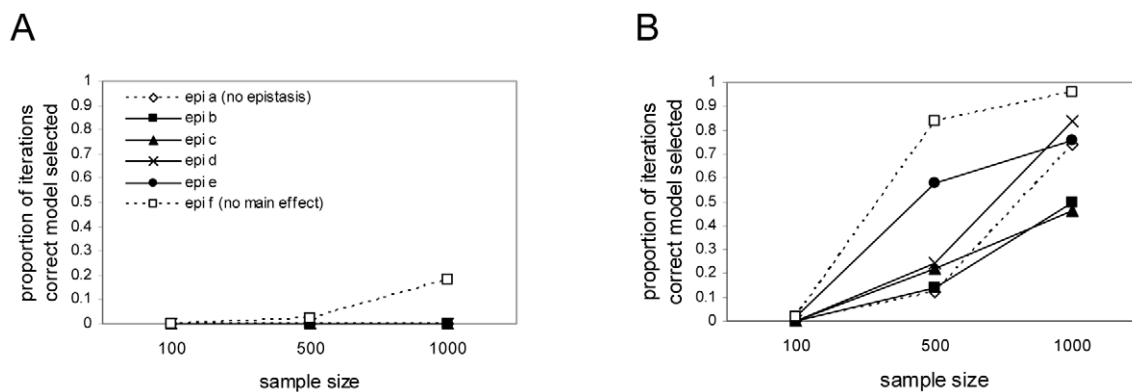 A
proportion of iterations
correct model selected
1
0.9
0.8
0.7
0.6
0.5
0.4
0.3
0.2
0.1
0
epi a (no epistasis)
epi b
epi c
epi d
epi e
epi f (no main effect)
100 500 1000
sample size
B
proportion of iterations
correct model selected
1
0.9
0.8
0.7
0.6
0.5
0.4
0.3
0.2
0.1
0
100 500 1000
sample size